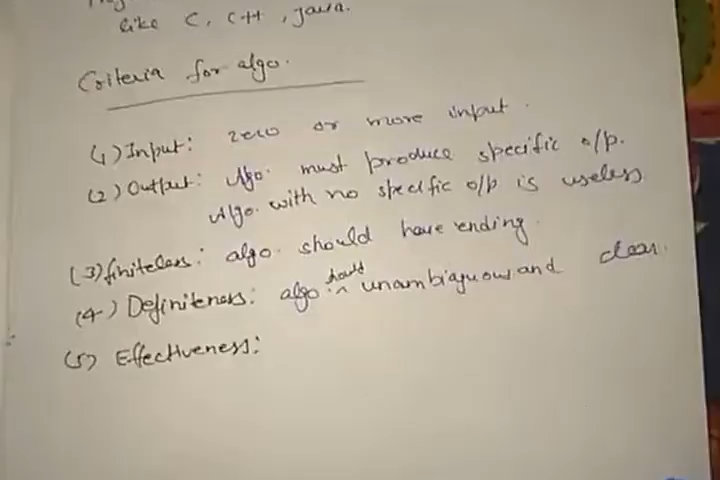 like C, C++, java.
Criteria for algo.
(1) Input: zero or more input.
(2) Output: Algo. must produce specific o/p.
Algo. with no specific o/p is useless
(3) finiteless: algo. should have ending.
(4) Definiteness: algo should unambiguous and clear.
(5) Effectiveness: